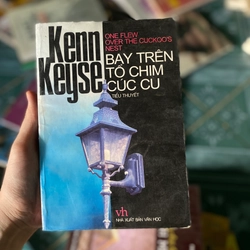 Kenn
Keyse
ONE FLEW
OVER THE CUCKOO'S
NEST
BAY TRÊN
TỔ CHIM
CÚC CU
TIỂU THUYẾT
vh
NHÀ XUẤT BẢN VĂN HỌC